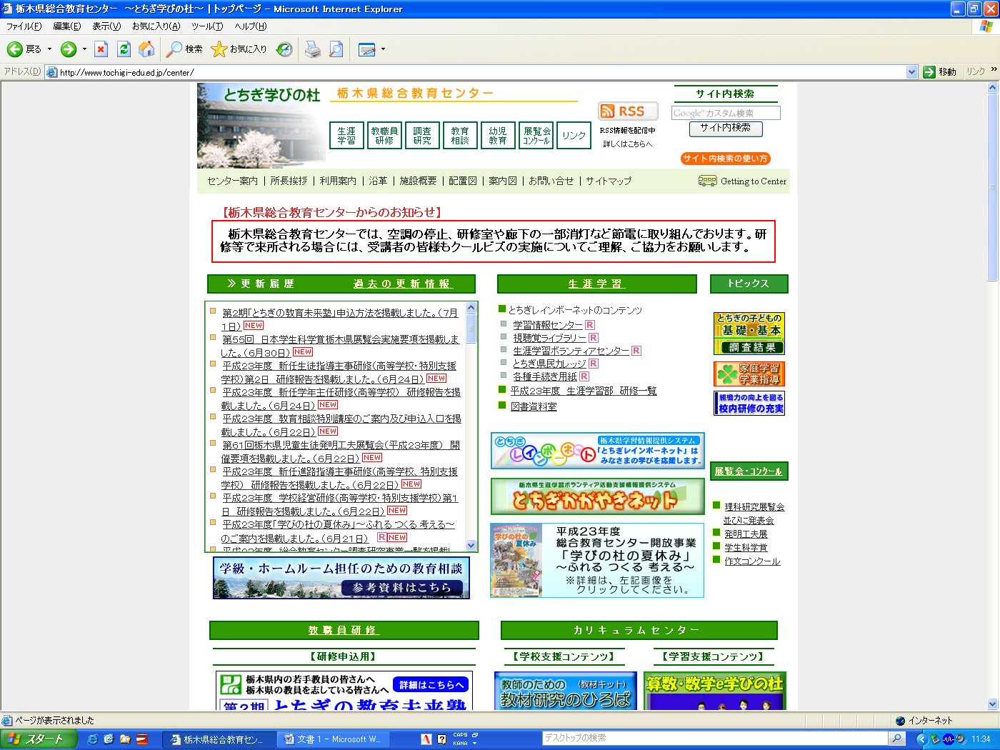 栃木県総合教育センター ～とちぎ学びの杜～ | トップページ - Microsoft Internet Explorer
ファイル(F) 編集(E) 表示(V) お気に入り(A) ツール(T) ヘルプ(H)
戻る 検索 お気に入り
アドレス(D) http://www.tochigi-edu.ed.jp/center/ 移動 リンク »
とちぎ学びの杜 栃木県総合教育センター
生涯学習 教職員研修 調査研究 教育相談 幼児教育 展覧会コンクール リンク
RSS
RSS情報を配信中
詳しくはこちらへ
サイト内検索
Google™カスタム検索
サイト内検索
サイト内検索の使い方
センター案内 | 所長挨拶 | 利用案内 | 沿革 | 施設概要 | 配置図 | 案内図 | お問い合せ | サイトマップ
Getting to Center
【栃木県総合教育センターからのお知らせ】
栃木県総合教育センターでは、空調の停止、研修室や廊下の一部消灯など節電に取り組んでおります。研
修等で来所される場合には、受講者の皆様もクールビズの実施についてご理解、ご協力をお願いします。
≫更新履歴 過去の更新情報
第2期「とちぎの教育未来塾」申込方法を掲載しました。（7月
1日） NEW
第55回 日本学生科学賞栃木県展覧会実施要項を掲載しま
した。（6月30日） NEW
平成23年度 新任生徒指導主事研修（高等学校・特別支援
学校）第2日 研修報告を掲載しました。（6月24日） NEW
平成23年度 新任学年主任研修（高等学校） 研修報告を掲
載しました。（6月24日） NEW
平成23年度 教育相談特別講座のご案内及び申込入口を掲
載しました。（6月22日） NEW
第61回栃木県児童生徒発明工夫展覧会（平成23年度） 開
催要項を掲載しました。（6月22日） NEW
平成23年度 新任進路指導主事研修（高等学校、特別支援
学校） 研修報告を掲載しました。（6月22日） NEW
平成23年度 学校経営研修（高等学校・特別支援学校）第1
日 研修報告を掲載しました。（6月22日） NEW
平成23年度「学びの杜の夏休み」～ふれる つくる 考える～
のご案内を掲載しました。（6月21日） R NEW
平成23年度 総合教育センター調査研究事業一覧を掲載し
学級・ホームルーム担任のための教育相談
参考資料はこちら
生涯学習
とちぎレインボーネットのコンテンツ
学習情報センター R
視聴覚ライブラリー R
生涯学習ボランティアセンター R
とちぎ県民カレッジ R
各種手続き用紙 R
平成23年度 生涯学習部 研修一覧
図書資料室
とちぎレインボーネット
栃木県学習情報提供システム
「とちぎレインボーネット」は
みなさまの学びを応援します。
栃木県生涯学習ボランティア活動支援情報提供システム
とちぎかがやきネット
学びの杜の夏休み
平成23年度
総合教育センター開放事業
「学びの杜の夏休み」
～ふれる つくる 考える～
※詳細は、左記画像を
クリックしてください。
トピックス
とちぎの子どもの
基礎・基本
調査結果
家庭学習
学業指導
組織力の向上を図る
校内研修の充実
展覧会・コンクール
理科研究展覧会
並びに発表会
発明工夫展
学生科学賞
作文コンクール
教職員研修
【研修申込用】
栃木県内の若手教員の皆さんへ
栃木県の教員を志している皆さんへ
詳細はこちらへ
第2期 とちぎの教育未来塾
カリキュラムセンター
【学校支援コンテンツ】 【学習支援コンテンツ】
教師のための （教材キット）
教材研究のひろば
算数・数学e学びの杜
ページが表示されました インターネット
スタート 栃木県総合教育セン... 文書 1 - Microsoft W... A CAPS KANA デスクトップの検索 11:34